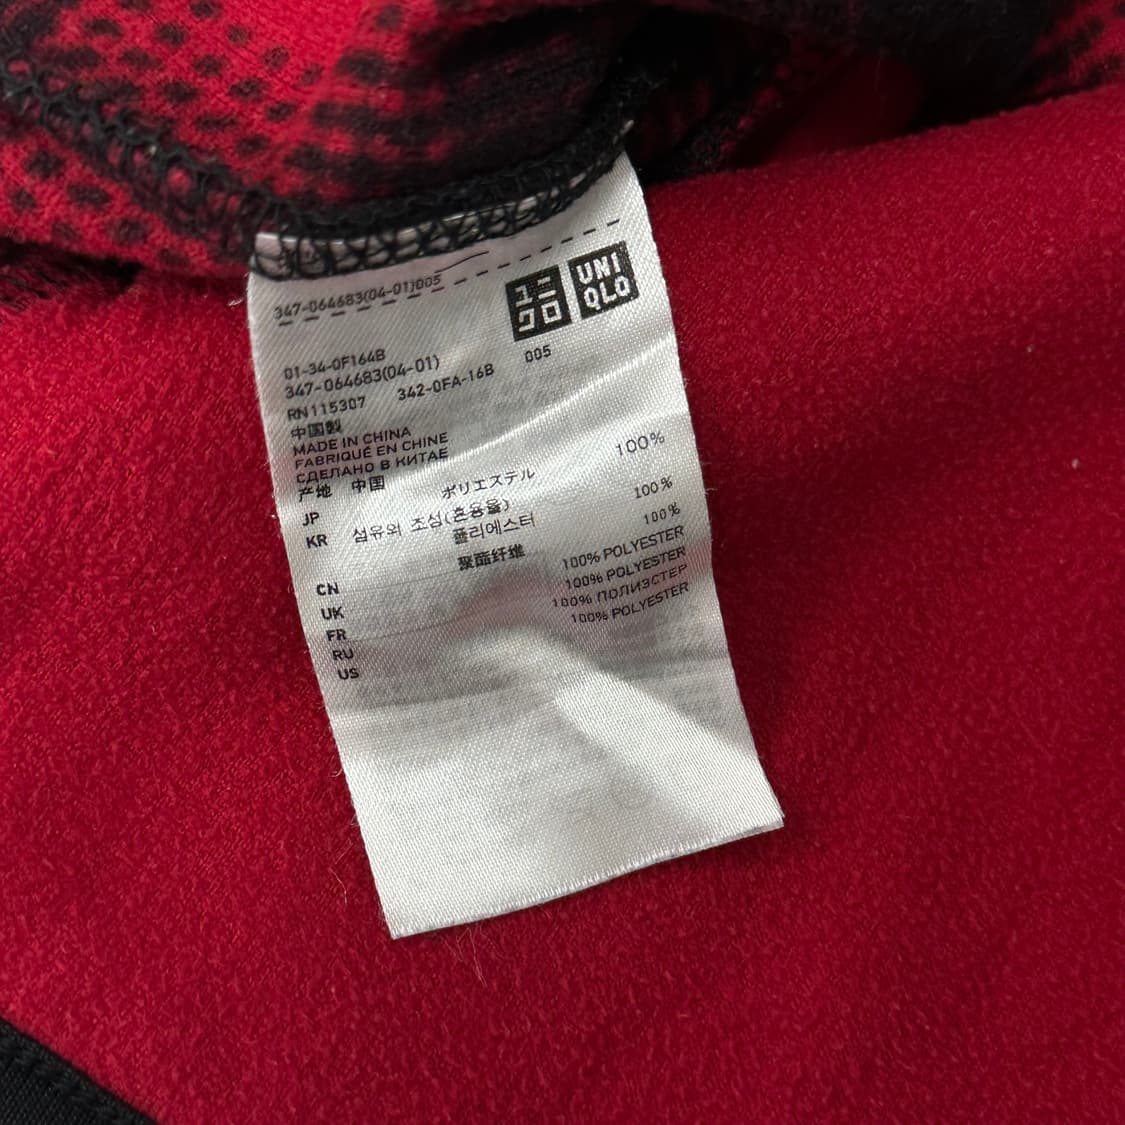 347-064683(04-01)005
ユニクロ
UNIQLO
01-34-0F164B
347-064683(04-01) 005
RN115307 342-0FA-16B
中国製
MADE IN CHINA
FABRIQUÉ EN CHINE
СДЕЛАНО В КИТАЕ
产地 中国
JP ポリエステル 100%
KR 섬유의 조성(혼용율)
폴리에스터 100%
CN 聚酯纤维 100%
UK 100% POLYESTER
FR 100% POLYESTER
RU 100% ПОЛИЭСТЕР
US 100% POLYESTER